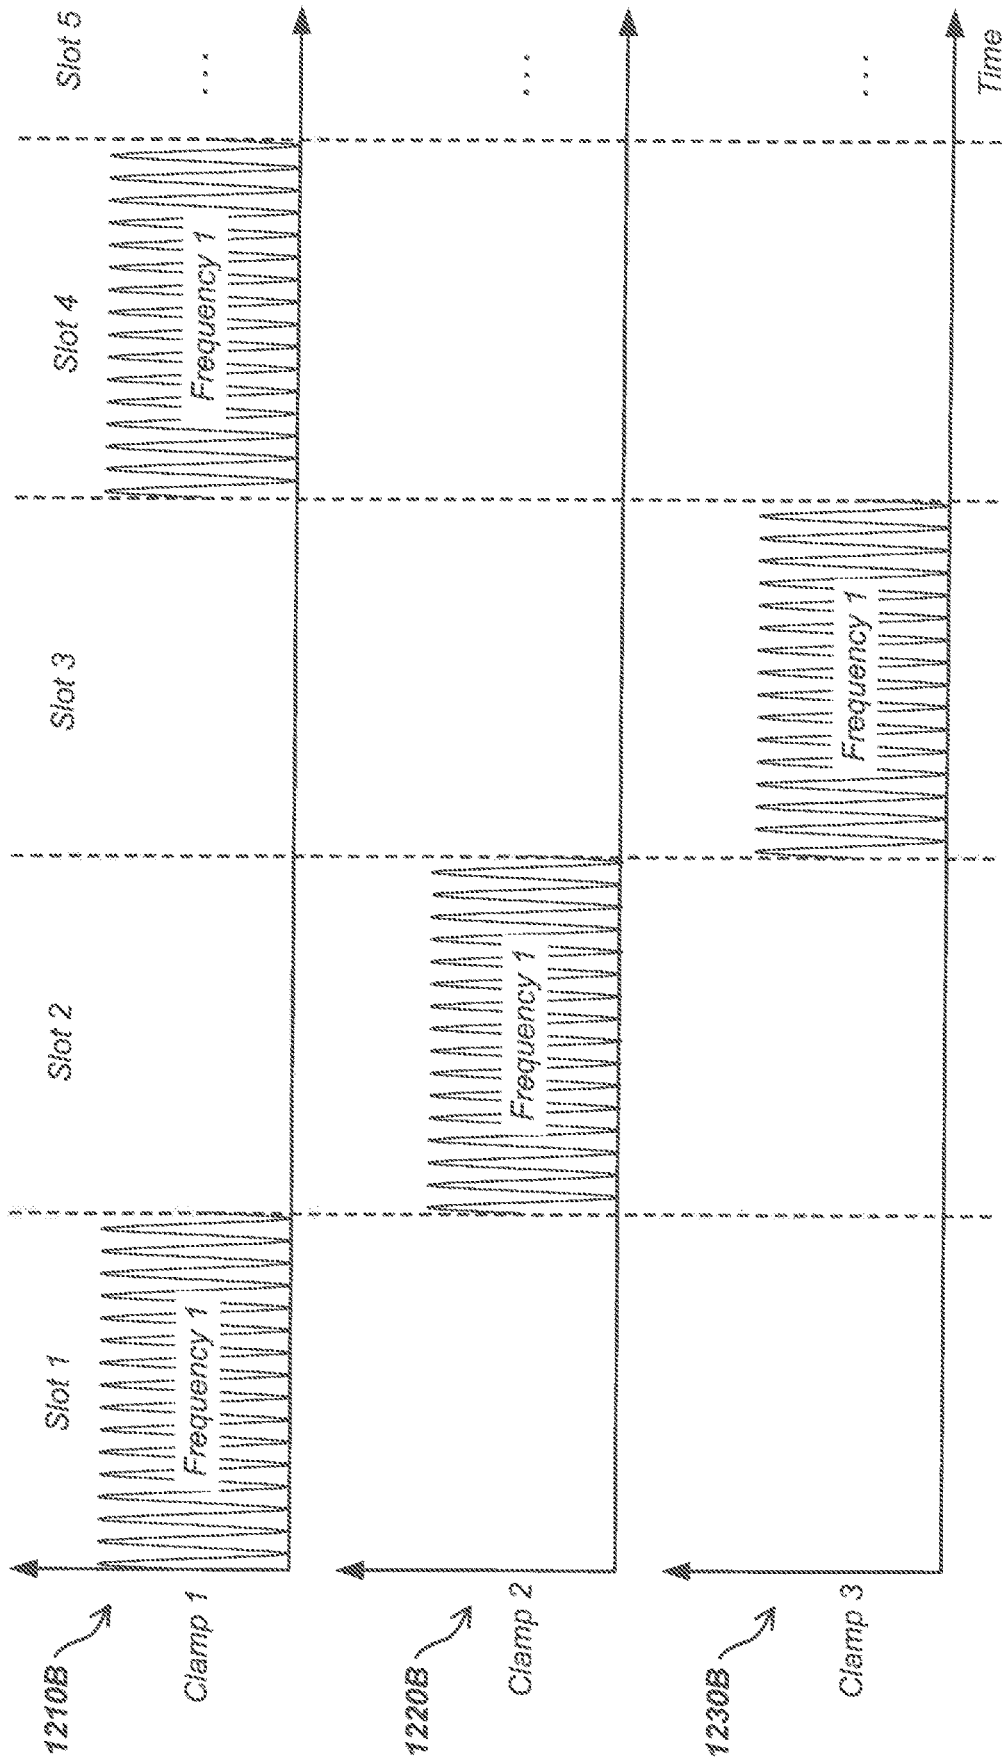 Slot 1
Slot 2
Slot 3
Slot 4
Slot 5
1210B
Clamp 1
Frequency 1
Frequency 1
...
1220B
Clamp 2
Frequency 1
...
1230B
Clamp 3
Frequency 1
...
Time